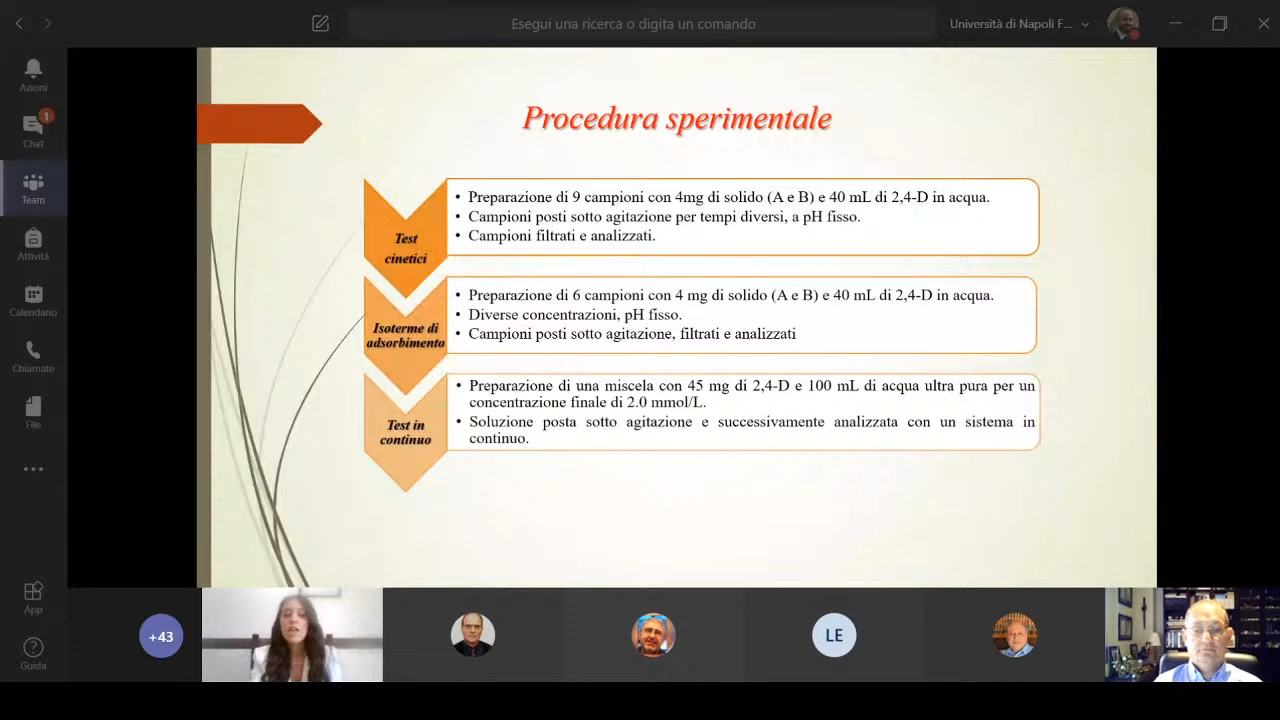 Esegui una ricerca o digita un comando
Università di Napoli F...
Azioni
1
Chat
Team
Attività
Calendario
Chiamate
File
App
Guida
Procedura sperimentale
Test
cinetici
• Preparazione di 9 campioni con 4mg di solido (A e B) e 40 mL di 2,4-D in acqua.
• Campioni posti sotto agitazione per tempi diversi, a pH fisso.
• Campioni filtrati e analizzati.
Isoterme di
adsorbimento
• Preparazione di 6 campioni con 4 mg di solido (A e B) e 40 mL di 2,4-D in acqua.
• Diverse concentrazioni, pH fisso.
• Campioni posti sotto agitazione, filtrati e analizzati
Test in
continuo
• Preparazione di una miscela con 45 mg di 2,4-D e 100 mL di acqua ultra pura per un
concentrazione finale di 2.0 mmol/L.
• Soluzione posta sotto agitazione e successivamente analizzata con un sistema in
continuo.
+43
LE